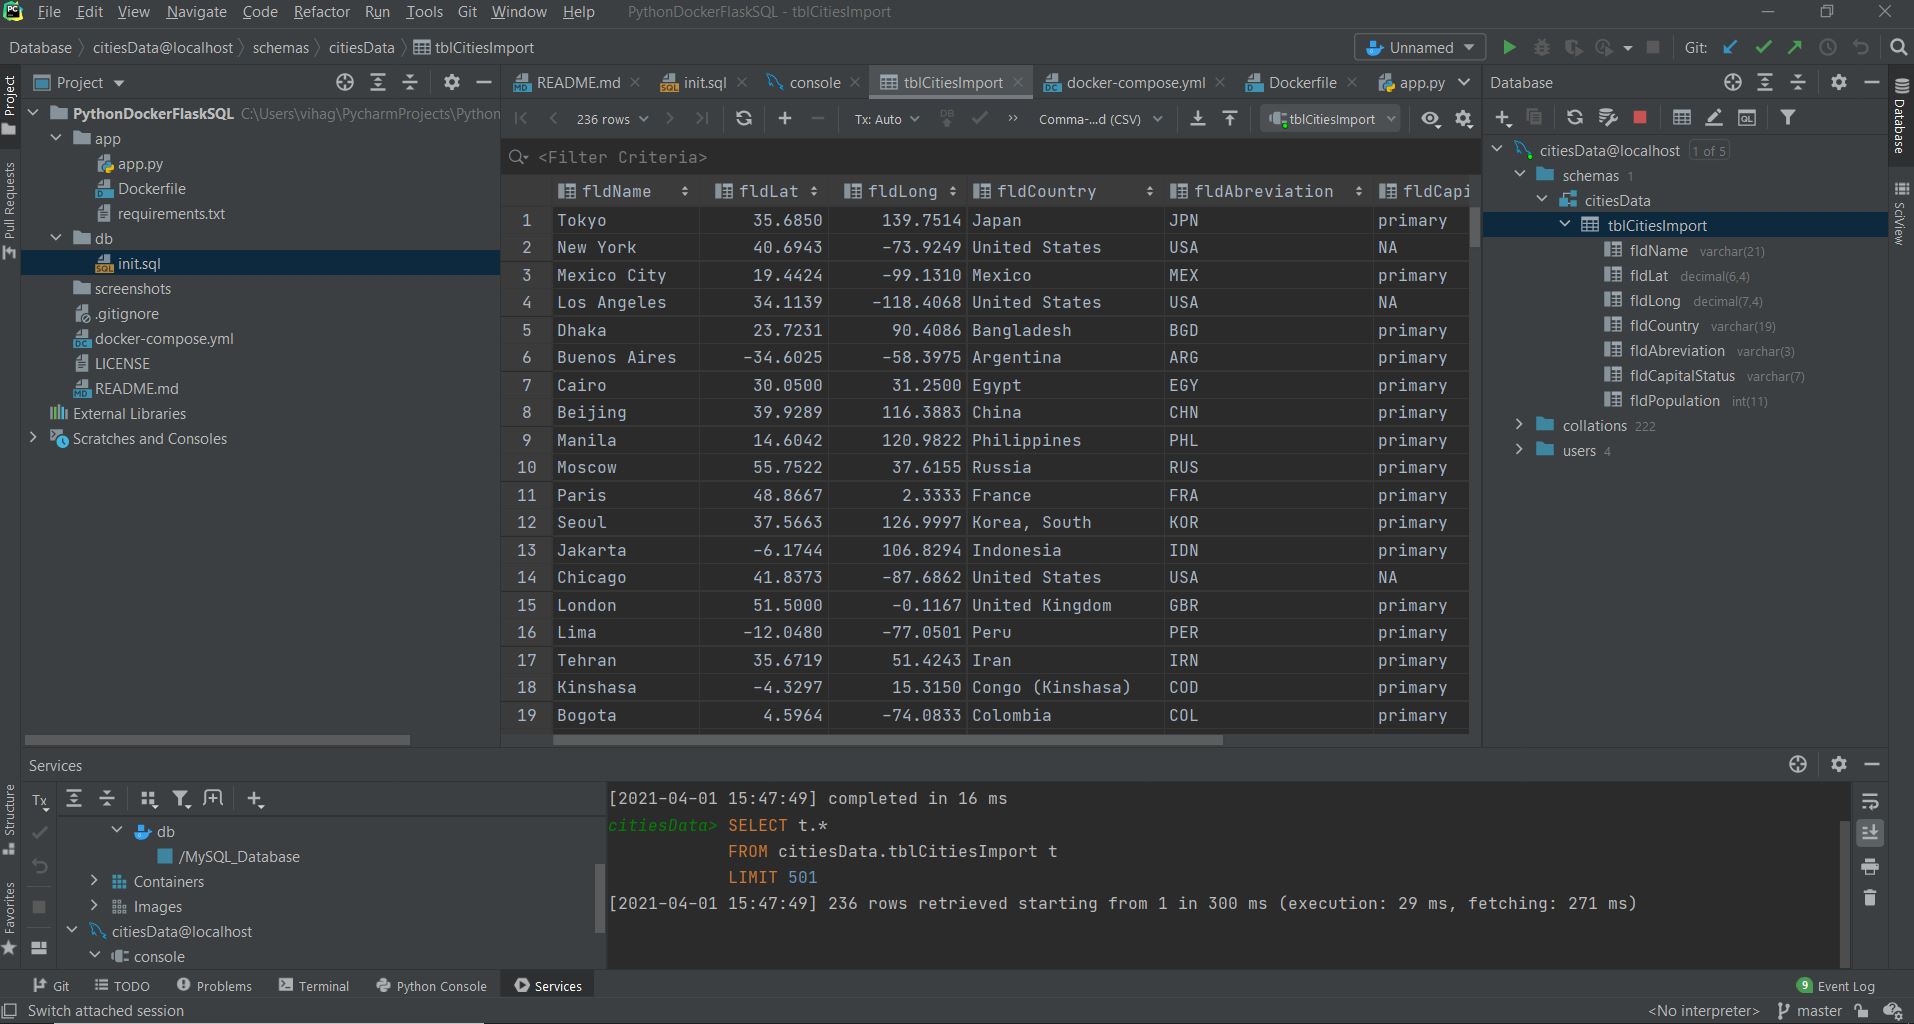 PC File Edit View Navigate Code Refactor Run Tools Git Window Help PythonDockerFlaskSQL - tblCitiesImport
Database citiesData@localhost schemas citiesData tblCitiesImport Unnamed Git:
Project
Pull Requests
Project
PythonDockerFlaskSQL C:\Users\vihag\PycharmProjects\Python
app
app.py
Dockerfile
requirements.txt
db
init.sql
screenshots
.gitignore
docker-compose.yml
LICENSE
README.md
External Libraries
Scratches and Consoles
README.md init.sql console tblCitiesImport docker-compose.yml Dockerfile app.py
236 rows Tx: Auto DB Comma-...d (CSV) tblCitiesImport
<Filter Criteria>
fldName fldLat fldLong fldCountry fldAbreviation fldCapi
1 Tokyo 35.6850 139.7514 Japan JPN primary
2 New York 40.6943 -73.9249 United States USA NA
3 Mexico City 19.4424 -99.1310 Mexico MEX primary
4 Los Angeles 34.1139 -118.4068 United States USA NA
5 Dhaka 23.7231 90.4086 Bangladesh BGD primary
6 Buenos Aires -34.6025 -58.3975 Argentina ARG primary
7 Cairo 30.0500 31.2500 Egypt EGY primary
8 Beijing 39.9289 116.3883 China CHN primary
9 Manila 14.6042 120.9822 Philippines PHL primary
10 Moscow 55.7522 37.6155 Russia RUS primary
11 Paris 48.8667 2.3333 France FRA primary
12 Seoul 37.5663 126.9997 Korea, South KOR primary
13 Jakarta -6.1744 106.8294 Indonesia IDN primary
14 Chicago 41.8373 -87.6862 United States USA NA
15 London 51.5000 -0.1167 United Kingdom GBR primary
16 Lima -12.0480 -77.0501 Peru PER primary
17 Tehran 35.6719 51.4243 Iran IRN primary
18 Kinshasa -4.3297 15.3150 Congo (Kinshasa) COD primary
19 Bogota 4.5964 -74.0833 Colombia COL primary
Database
citiesData@localhost 1 of 5
schemas 1
citiesData
tblCitiesImport
fldName varchar(21)
fldLat decimal(6,4)
fldLong decimal(7,4)
fldCountry varchar(19)
fldAbreviation varchar(3)
fldCapitalStatus varchar(7)
fldPopulation int(11)
collations 222
users 4
Database
SciView
Services
Structure
Favorites
Tx
db
/MySQL_Database
Containers
Images
citiesData@localhost
console
[2021-04-01 15:47:49] completed in 16 ms
citiesData> SELECT t.*
FROM citiesData.tblCitiesImport t
LIMIT 501
[2021-04-01 15:47:49] 236 rows retrieved starting from 1 in 300 ms (execution: 29 ms, fetching: 271 ms)
Git TODO Problems Terminal Python Console Services 9 Event Log
Switch attached session <No interpreter> master